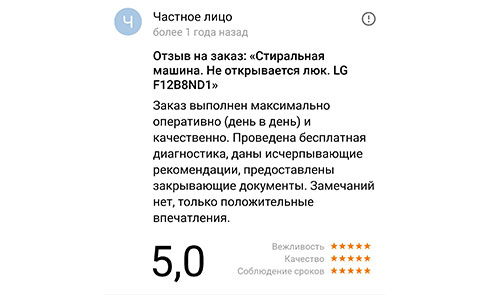 Ч
Частное лицо
более 1 года назад
Отзыв на заказ: «Стиральная
машина. Не открывается люк. LG
F12B8ND1»
Заказ выполнен максимально
оперативно (день в день) и
качественно. Проведена бесплатная
диагностика, даны исчерпывающие
рекомендации, предоставлены
закрывающие документы. Замечаний
нет, только положительные
впечатления.
5,0
Вежливость ★★★★★
Качество ★★★★★
Соблюдение сроков ★★★★★